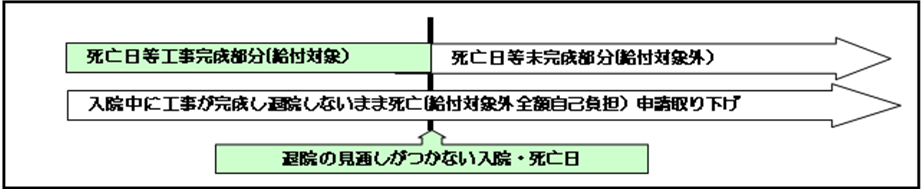 死亡日等工事完成部分(給付対象)
死亡日等未完成部分(給付対象外)
入院中に工事が完成し退院しないまま死亡(給付対象外全額自己負担)申請取り下げ
退院の見通しがつかない入院・死亡日